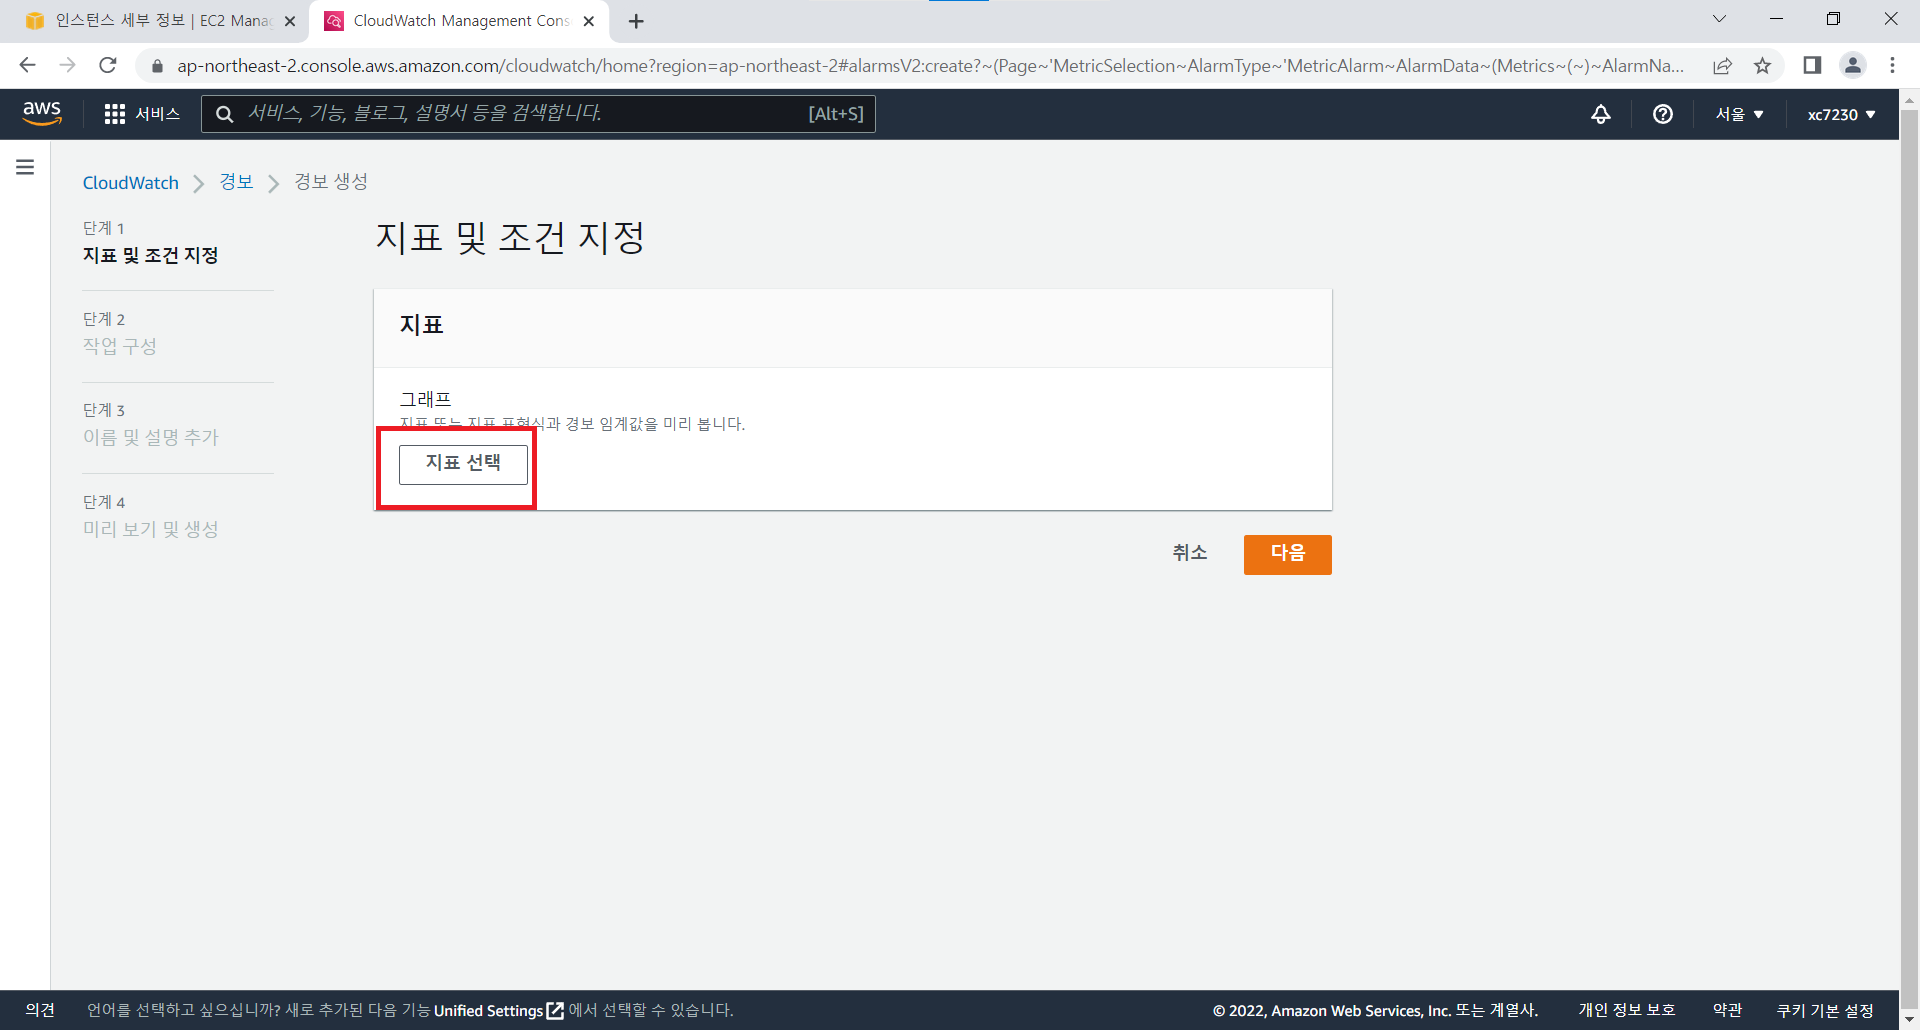 인스턴스 세부 정보 | EC2 Manag
CloudWatch Management Cons
ap-northeast-2.console.aws.amazon.com/cloudwatch/home?region=ap-northeast-2#alarmsV2:create?~(Page~'MetricSelection~AlarmType~'MetricAlarm~AlarmData~(Metrics~(~)~AlarmNa...
aws
서비스
서비스, 기능, 블로그, 설명서 등을 검색합니다.
[Alt+S]
서울
xc7230
CloudWatch
경보
경보 생성
단계 1
지표 및 조건 지정
단계 2
작업 구성
단계 3
이름 및 설명 추가
단계 4
미리 보기 및 생성
지표 및 조건 지정
지표
그래프
지표 또는 지표 표현식과 경보 임계값을 미리 봅니다.
지표 선택
취소
다음
의견
언어를 선택하고 싶으십니까? 새로 추가된 다음 기능 Unified Settings 에서 선택할 수 있습니다.
© 2022, Amazon Web Services, Inc. 또는 계열사.
개인 정보 보호
약관
쿠키 기본 설정